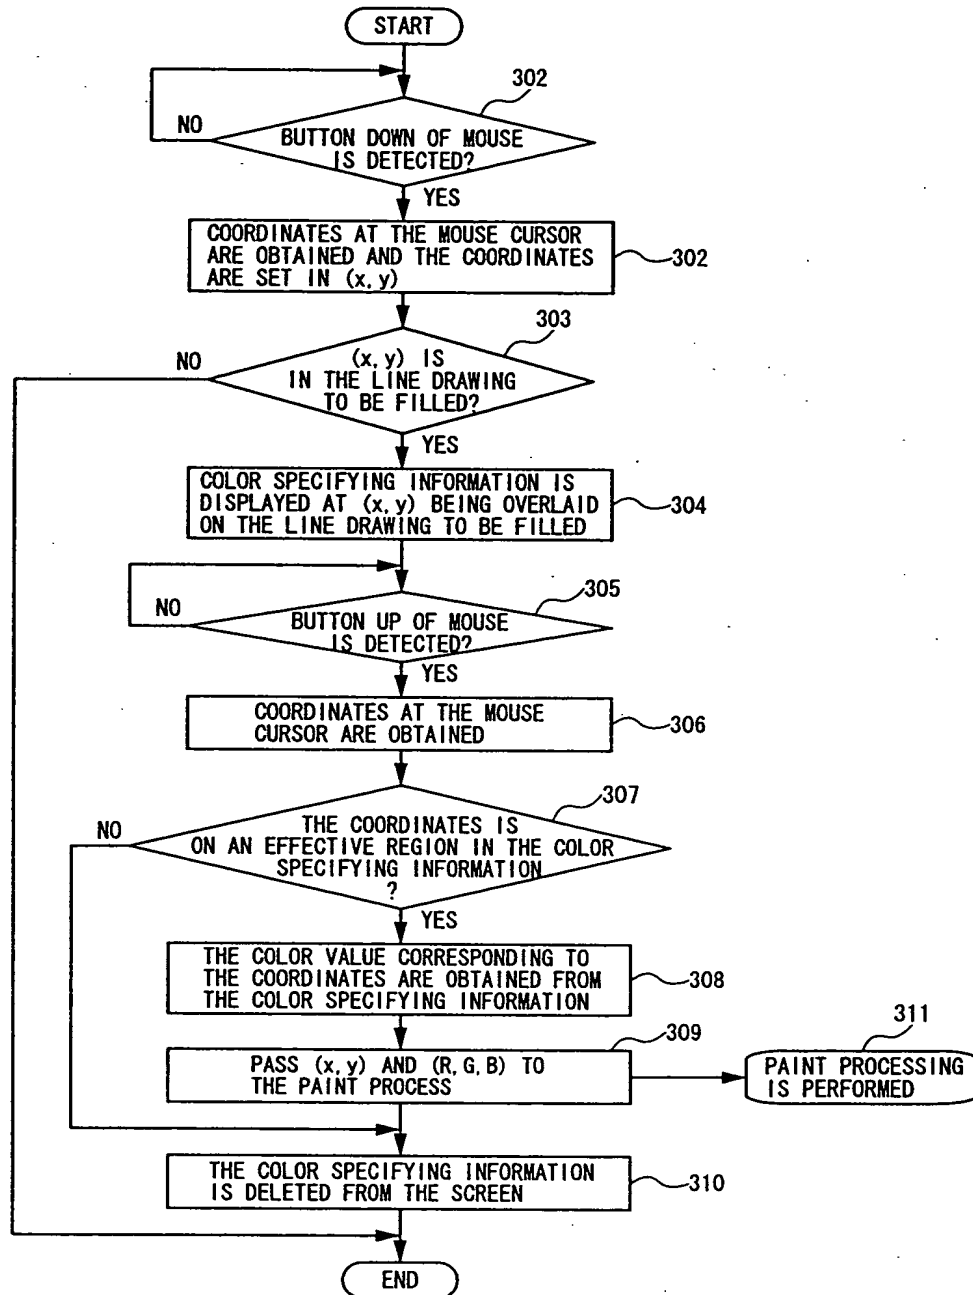 START
302
NO
BUTTON DOWN OF MOUSE
IS DETECTED?
YES
COORDINATES AT THE MOUSE CURSOR
ARE OBTAINED AND THE COORDINATES
ARE SET IN (x, y)
302
303
NO
(x, y) IS
IN THE LINE DRAWING
TO BE FILLED?
YES
COLOR SPECIFYING INFORMATION IS
DISPLAYED AT (x, y) BEING OVERLAID
ON THE LINE DRAWING TO BE FILLED
304
305
NO
BUTTON UP OF MOUSE
IS DETECTED?
YES
COORDINATES AT THE MOUSE
CURSOR ARE OBTAINED
306
307
NO
THE COORDINATES IS
ON AN EFFECTIVE REGION IN THE COLOR
SPECIFYING INFORMATION
?
YES
THE COLOR VALUE CORRESPONDING TO
THE COORDINATES ARE OBTAINED FROM
THE COLOR SPECIFYING INFORMATION
308
309
PASS (x, y) AND (R, G, B) TO
THE PAINT PROCESS
311
PAINT PROCESSING
IS PERFORMED
THE COLOR SPECIFYING INFORMATION
IS DELETED FROM THE SCREEN
310
END